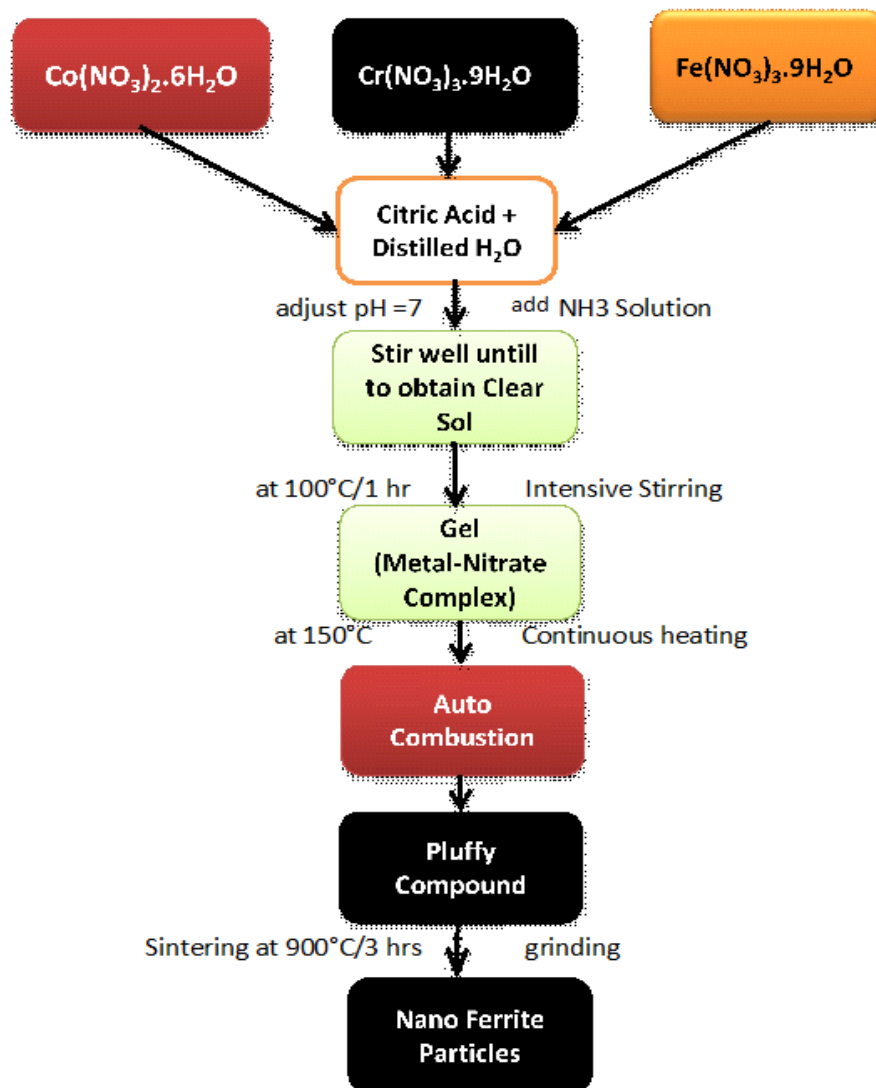 Co(NO₃)₂.6H₂O
Cr(NO₃)₃.9H₂O
Fe(NO₃)₃.9H₂O
Citric Acid +
Distilled H₂O
adjust pH =7
add NH3 Solution
Stir well untill
to obtain Clear
Sol
at 100°C/1 hr
Intensive Stirring
Gel
(Metal-Nitrate
Complex)
at 150°C
Continuous heating
Auto
Combustion
Pluffy
Compound
Sintering at 900°C/3 hrs
grinding
Nano Ferrite
Particles